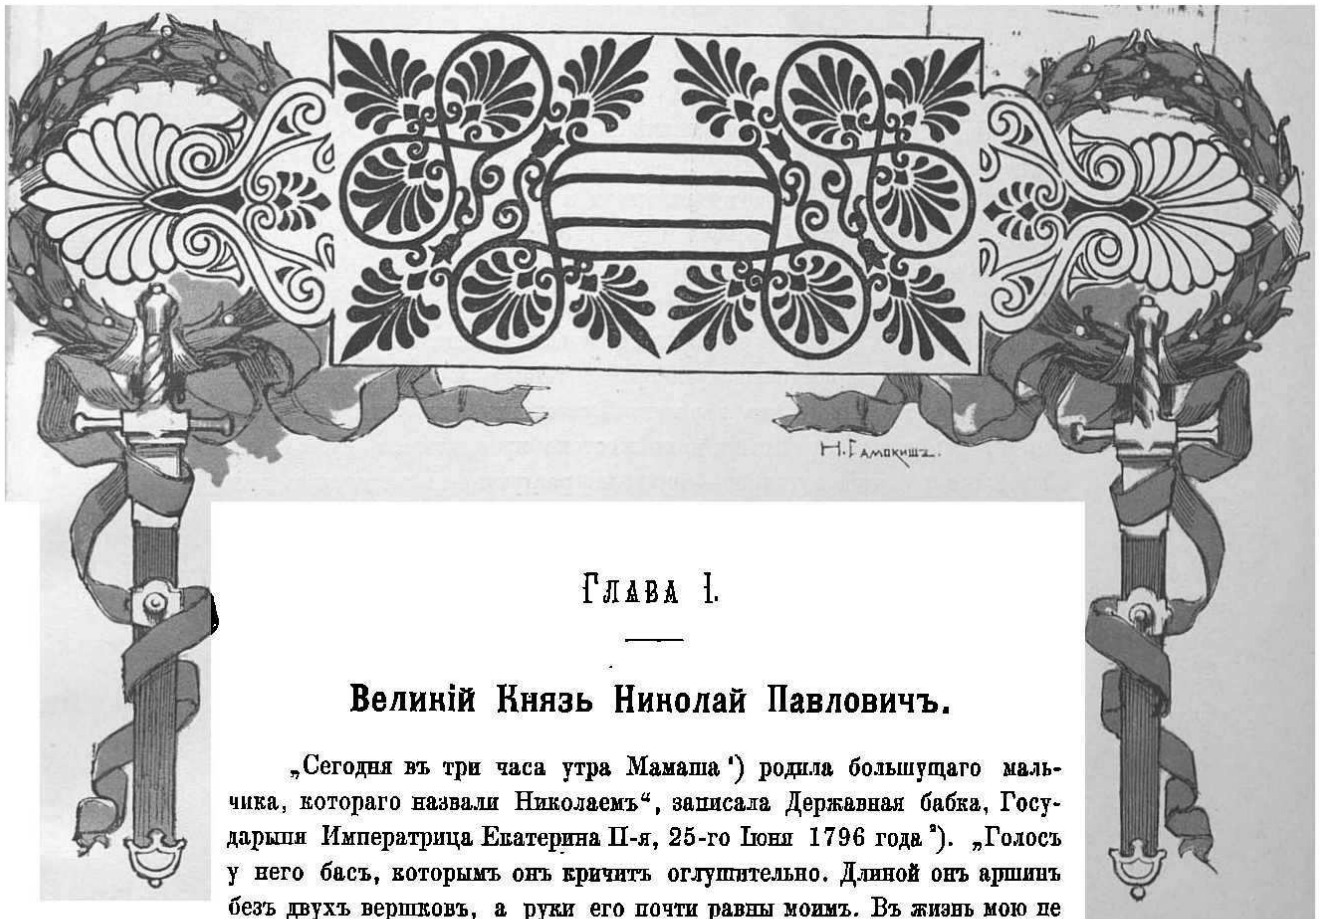 Н. Самокишъ.
Глава I.
Великій Князь Николай Павловичъ.
„Сегодня въ три часа утра Мамаша ¹) родила большущаго маль-
чика, котораго назвали Николаемъ“, записала Державная бабка, Госу-
дарыня Императрица Екатерина II-я, 25-го Іюня 1796 года ²). „Голосъ
у него басъ, которымъ онъ кричитъ оглушительно. Длиной онъ аршинъ
безъ двухъ вершковъ, а руки его почти равны моимъ. Въ жизнь мою не